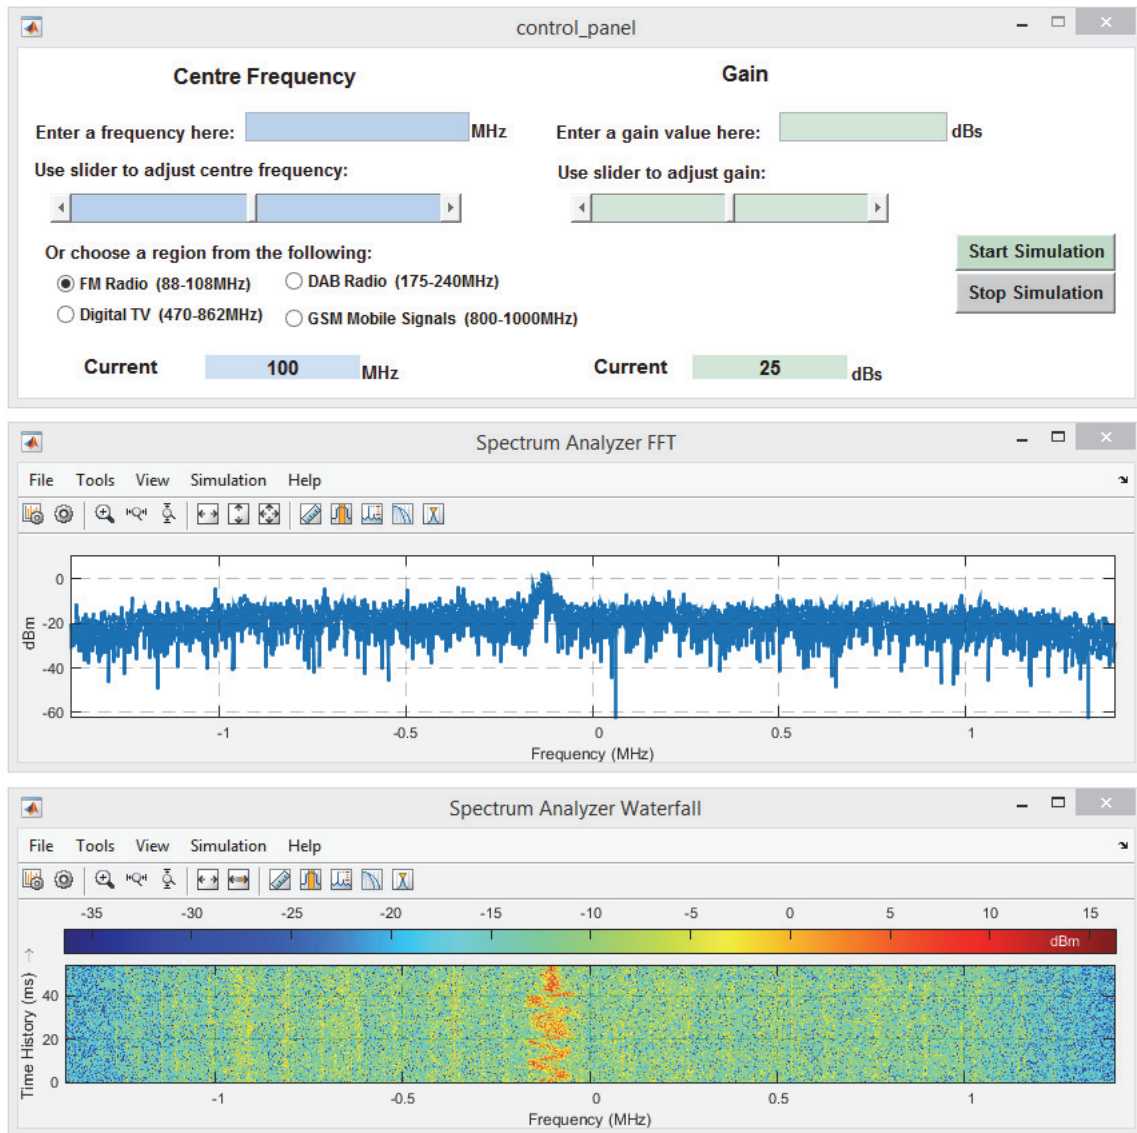 control_panel
Centre Frequency
Gain
Enter a frequency here:
MHz
Enter a gain value here:
dBs
Use slider to adjust centre frequency:
Use slider to adjust gain:
Or choose a region from the following:
FM Radio (88-108MHz)
DAB Radio (175-240MHz)
Start Simulation
Digital TV (470-862MHz)
GSM Mobile Signals (800-1000MHz)
Stop Simulation
Current 100 MHz
Current 25 dBs
Spectrum Analyzer FFT
File Tools View Simulation Help
0
-20
-40
-60
dBm
-1 -0.5 0 0.5 1
Frequency (MHz)
Spectrum Analyzer Waterfall
File Tools View Simulation Help
-35 -30 -25 -20 -15 -10 -5 0 5 10 15
dBm
Time History (ms) →
40
20
0
-1 -0.5 0 0.5 1
Frequency (MHz)